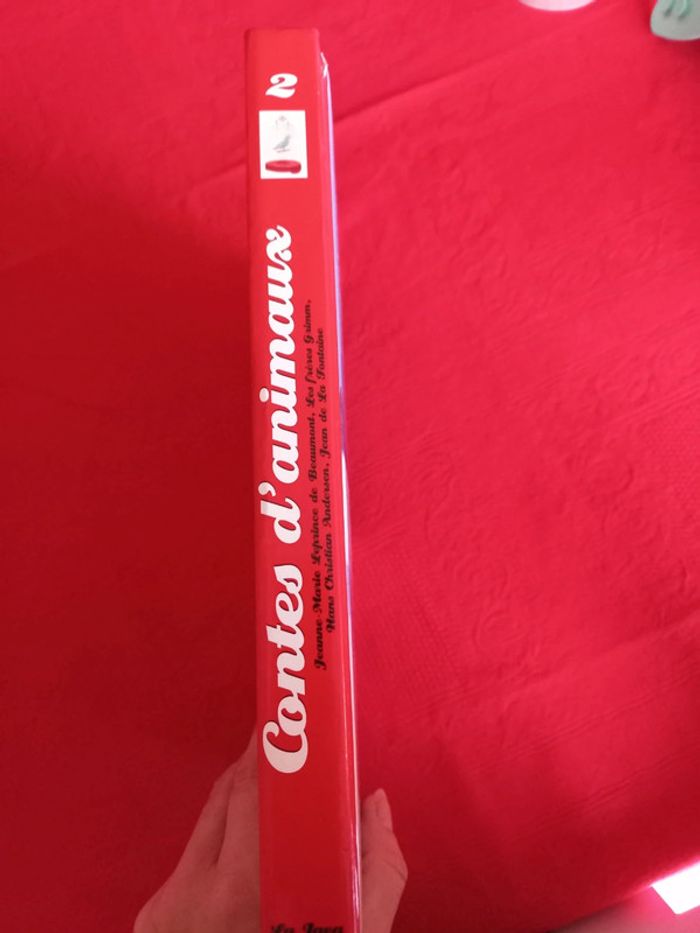 Contes d'animaux
Jeanne-Marie Leprince de Beaumont, Les frères Grimm,
Hans Christian Andersen, Jean de La Fontaine
2